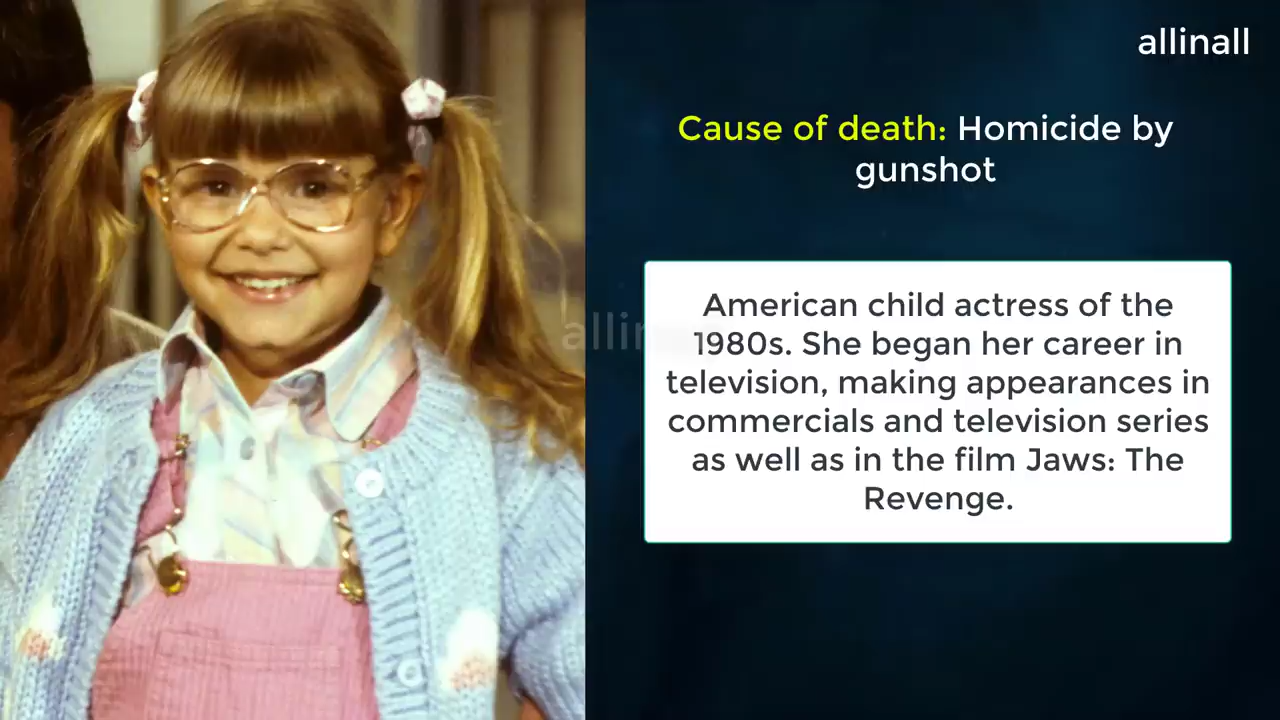 allinall
Cause of death: Homicide by
gunshot
American child actress of the
1980s. She began her career in
television, making appearances in
commercials and television series
as well as in the film Jaws: The
Revenge.